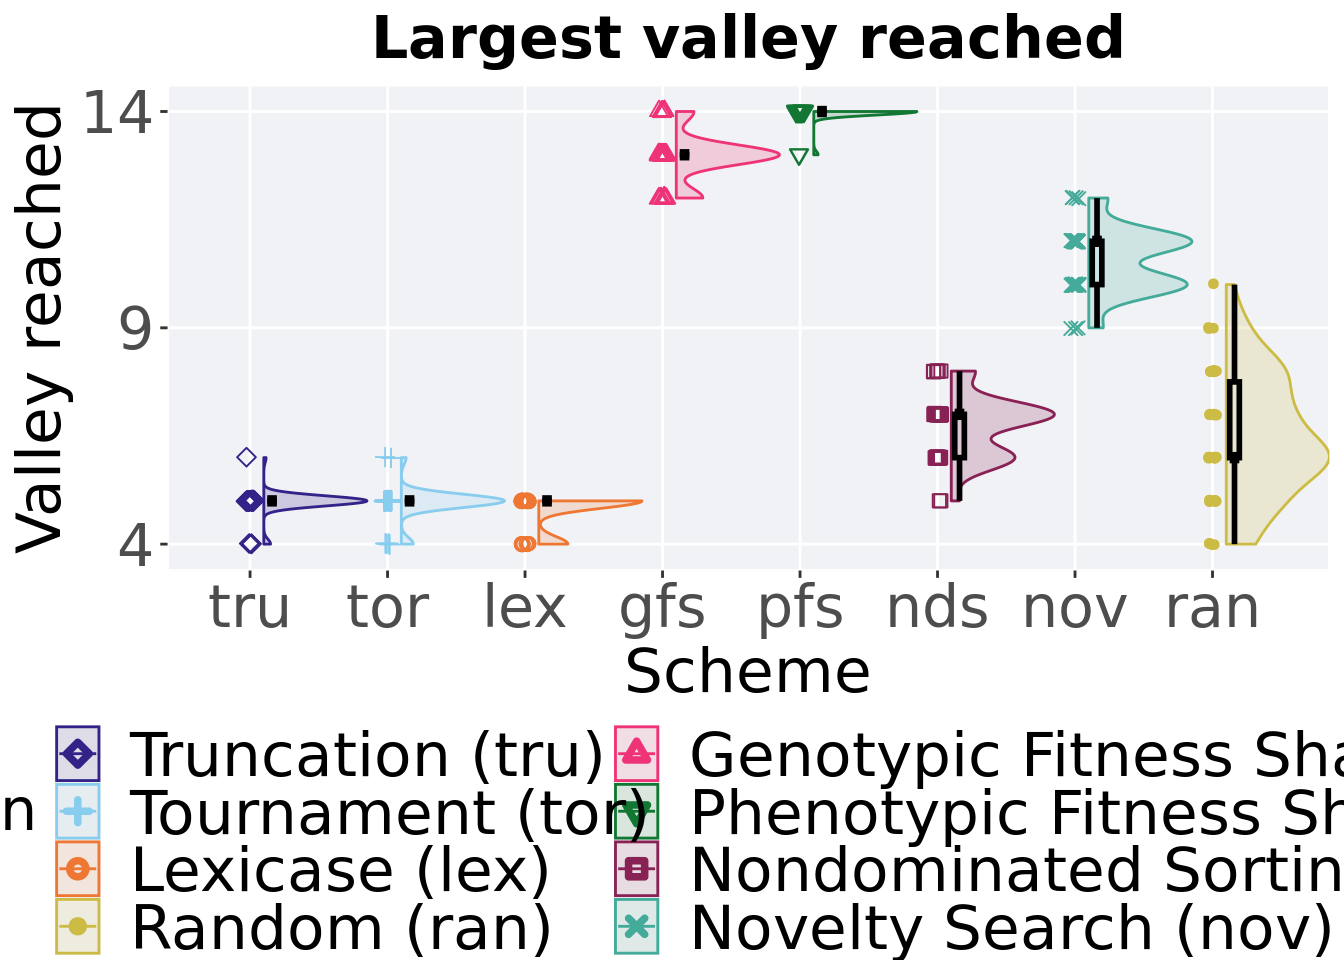 Largest valley reached
Valley reached
14
9
4
tru tor lex gfs pfs nds nov ran
Scheme
n
Truncation (tru)
Tournament (tor)
Lexicase (lex)
Random (ran)
Genotypic Fitness Sha
Phenotypic Fitness Sh
Nondominated Sortin
Novelty Search (nov)